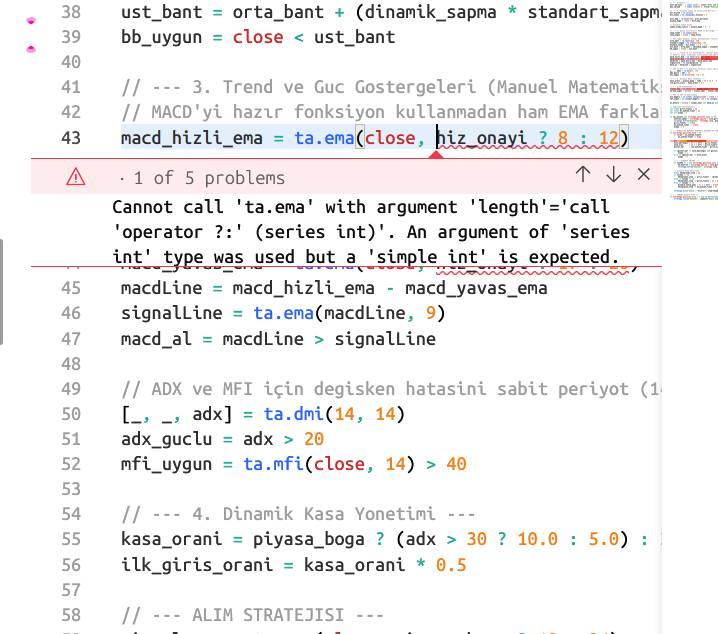 38 ust_bant = orta_bant + (dinamik_sapma * standart_sapm
39 bb_uygun = close < ust_bant
40
41 // --- 3. Trend ve Guc Gostergeleri (Manuel Matematik
42 // MACD'yi hazır fonksiyon kullanmadan ham EMA farkla
43 macd_hizli_ema = ta.ema(close, hiz_onayi ? 8 : 12)
· 1 of 5 problems
Cannot call 'ta.ema' with argument 'length'='call
'operator ?:' (series int)'. An argument of 'series
int' type was used but a 'simple int' is expected.
45 macdLine = macd_hizli_ema - macd_yavas_ema
46 signalLine = ta.ema(macdLine, 9)
47 macd_al = macdLine > signalLine
48
49 // ADX ve MFI için degisken hatasini sabit periyot (1
50 [_, _, adx] = ta.dmi(14, 14)
51 adx_guclu = adx > 20
52 mfi_uygun = ta.mfi(close, 14) > 40
53
54 // --- 4. Dinamik Kasa Yonetimi ---
55 kasa_orani = piyasa_boga ? (adx > 30 ? 10.0 : 5.0) :
56 ilk_giris_orani = kasa_orani * 0.5
57
58 // --- ALIM STRATEJISI ---